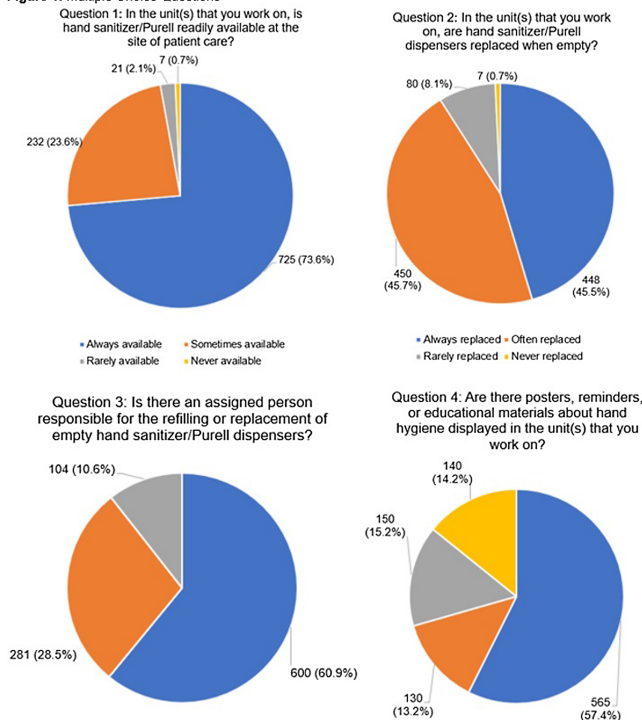 Question 1: In the unit(s) that you work on, is
hand sanitizer/Purell readily available at the
site of patient care?
7 (0.7%)
21 (2.1%)
232 (23.6%)
725 (73.6%)
Always available
Sometimes available
Rarely available
Never available
Question 2: In the unit(s) that you work
on, are hand sanitizer/Purell
dispensers replaced when empty?
7 (0.7%)
80 (8.1%)
450
(45.7%)
448
(45.5%)
Always replaced
Often replaced
Rarely replaced
Never replaced
Question 3: Is there an assigned person
responsible for the refilling or replacement of
empty hand sanitizer/Purell dispensers?
104 (10.6%)
281 (28.5%)
600 (60.9%)
Question 4: Are there posters, reminders,
or educational materials about hand
hygiene displayed in the unit(s) that you
work on?
140
(14.2%)
150
(15.2%)
130
(13.2%)
565
(57.4%)